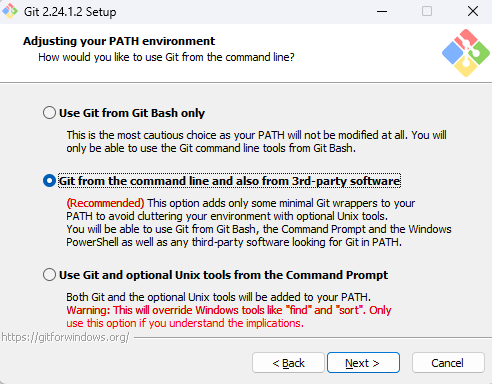 Git 2.24.1.2 Setup
Adjusting your PATH environment
How would you like to use Git from the command line?
Use Git from Git Bash only
This is the most cautious choice as your PATH will not be modified at all. You will
only be able to use the Git command line tools from Git Bash.
Git from the command line and also from 3rd-party software
(Recommended) This option adds only some minimal Git wrappers to your
PATH to avoid cluttering your environment with optional Unix tools.
You will be able to use Git from Git Bash, the Command Prompt and the Windows
PowerShell as well as any third-party software looking for Git in PATH.
Use Git and optional Unix tools from the Command Prompt
Both Git and the optional Unix tools will be added to your PATH.
Warning: This will override Windows tools like "find" and "sort". Only
use this option if you understand the implications.
https://gitforwindows.org/
< Back Next > Cancel